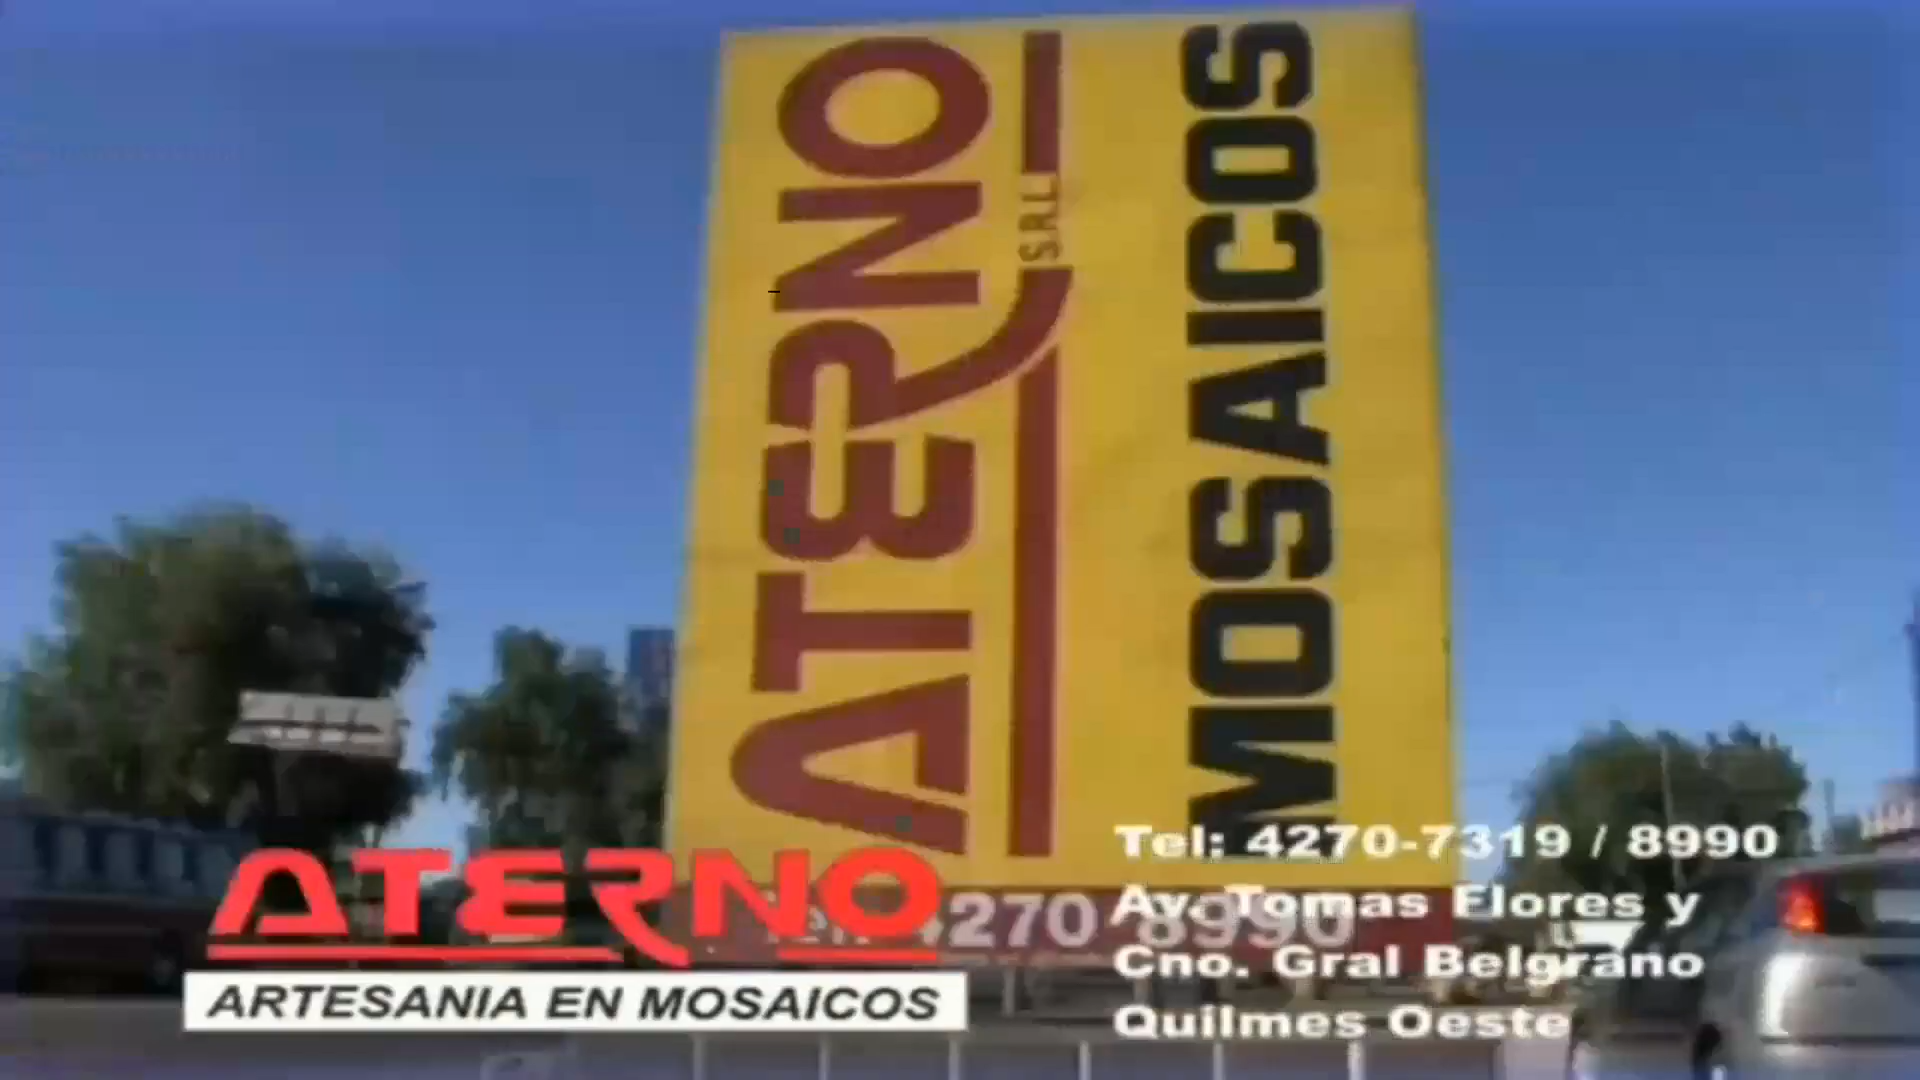 ATERNO
S.R.L.
MOSAICOS
Tel: 4270 8990
ATERNO
ARTESANIA EN MOSAICOS
Tel: 4270-7319 / 8990
Av. Tomas Flores y
Cno. Gral Belgrano
Quilmes Oeste